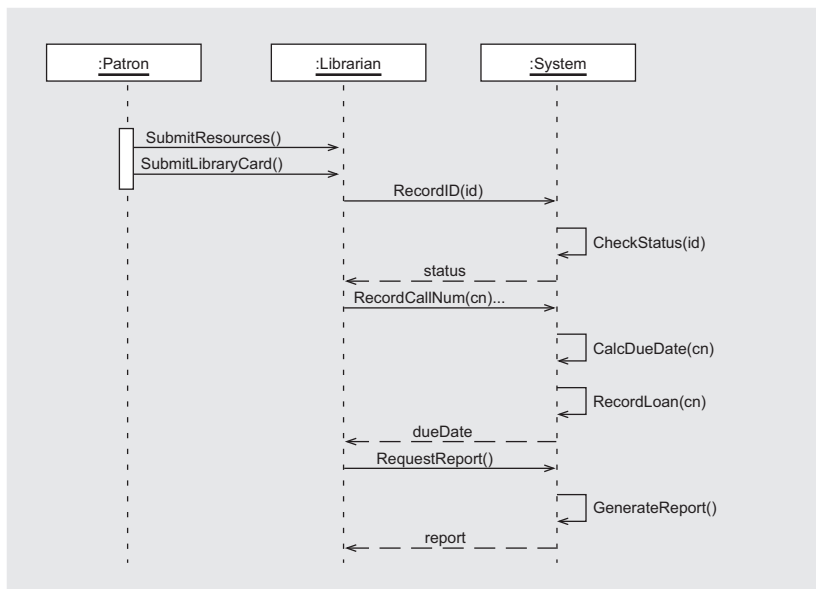 :Patron
:Librarian
:System
SubmitResources()
SubmitLibraryCard()
RecordID(id)
CheckStatus(id)
status
RecordCallNum(cn)...
CalcDueDate(cn)
RecordLoan(cn)
dueDate
RequestReport()
GenerateReport()
report